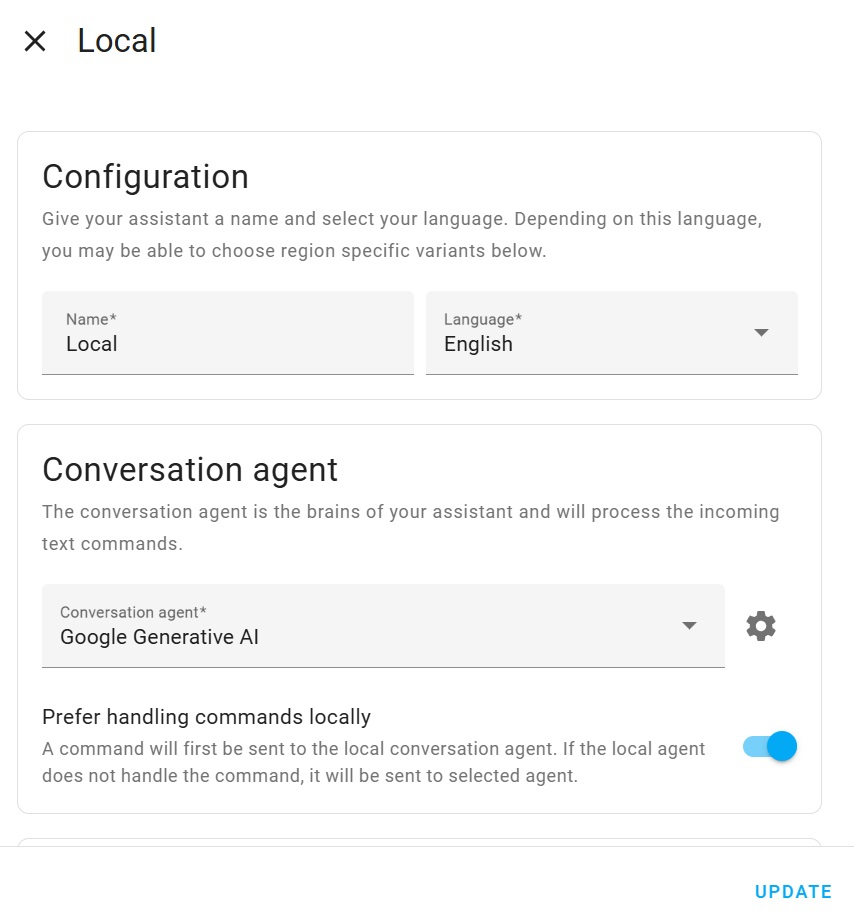 Local
Configuration
Give your assistant a name and select your language. Depending on this language,
you may be able to choose region specific variants below.
Name*
Local
Language*
English
Conversation agent
The conversation agent is the brains of your assistant and will process the incoming
text commands.
Conversation agent*
Google Generative AI
Prefer handling commands locally
A command will first be sent to the local conversation agent. If the local agent
does not handle the command, it will be sent to selected agent.
UPDATE